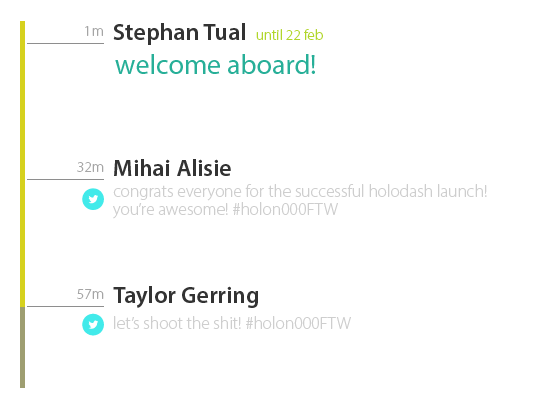 1m Stephan Tual until 22 feb
welcome aboard!
32m Mihai Alisie
congrats everyone for the successful holodash launch!
you're awesome! #holon000FTW
57m Taylor Gerring
let's shoot the shit! #holon000FTW